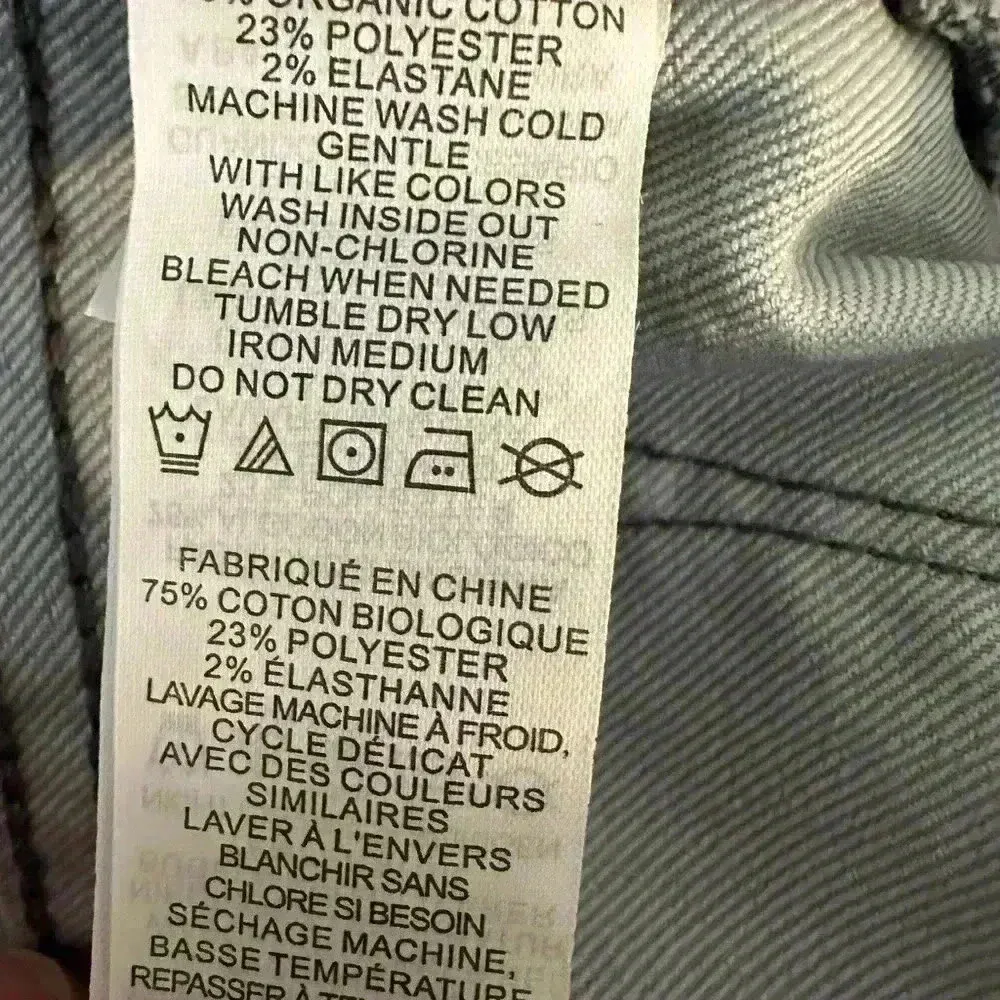 ORGANIC COTTON
23% POLYESTER
2% ELASTANE
MACHINE WASH COLD
GENTLE
WITH LIKE COLORS
WASH INSIDE OUT
NON-CHLORINE
BLEACH WHEN NEEDED
TUMBLE DRY LOW
IRON MEDIUM
DO NOT DRY CLEAN
FABRIQUÉ EN CHINE
75% COTON BIOLOGIQUE
23% POLYESTER
2% ÉLASTHANNE
LAVAGE MACHINE À FROID,
CYCLE DÉLICAT
AVEC DES COULEURS
SIMILAIRES
LAVER À L'ENVERS
BLANCHIR SANS
CHLORE SI BESOIN
SÉCHAGE MACHINE,
BASSE TEMPÉRATURE
REPASSER À